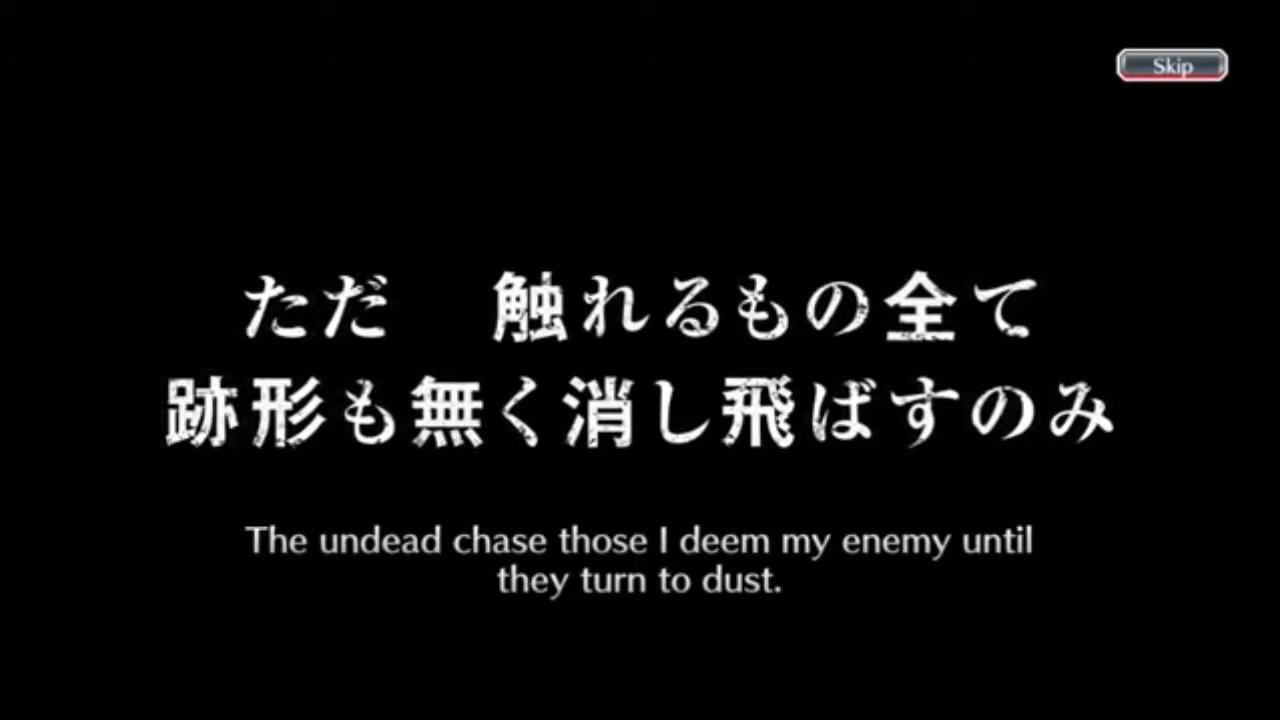 Skip
ただ　触れるもの全て
跡形も無く消し飛ばすのみ
The undead chase those I deem my enemy until
they turn to dust.